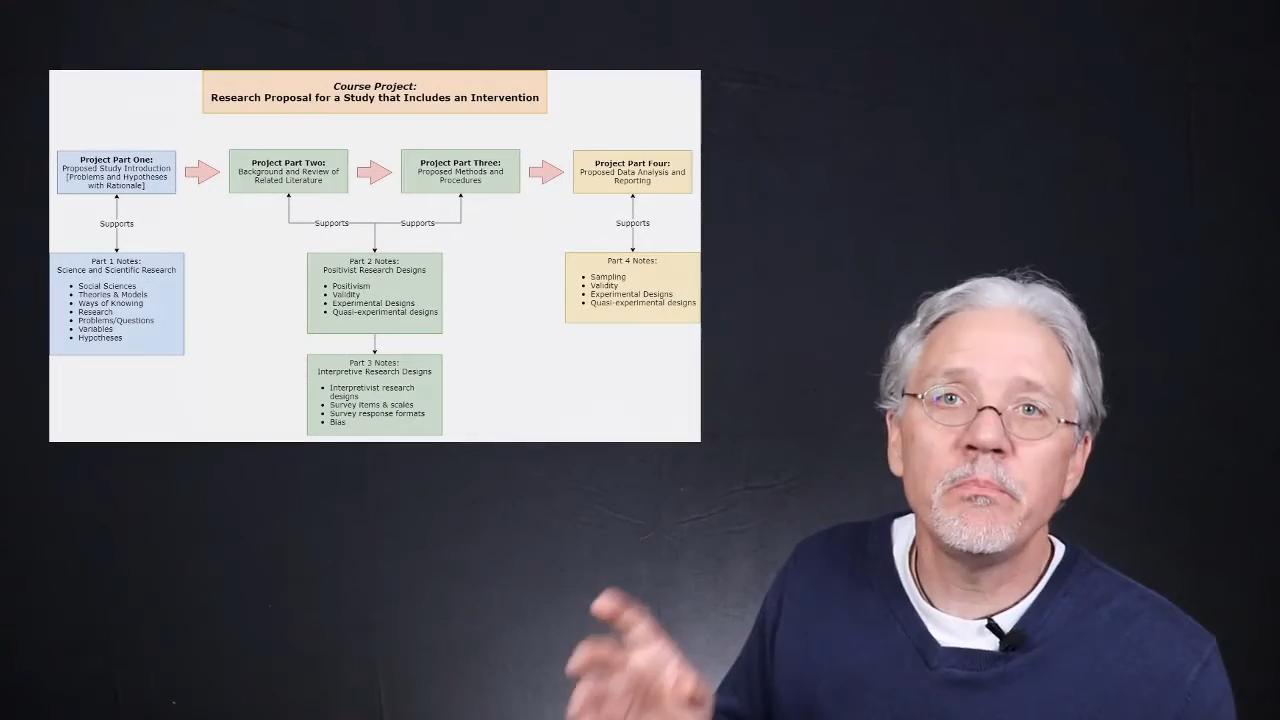 Course Project:
Research Proposal for a Study that Includes an Intervention
Project Part One:
Proposed Study Introduction
[Problems and Hypotheses
with Rationale]
Project Part Two:
Background and Review of
Related Literature
Project Part Three:
Proposed Methods and
Procedures
Project Part Four:
Proposed Data Analysis and
Reporting
Supports
Supports
Supports
Supports
Part 1 Notes:
Science and Scientific Research
• Social Sciences
• Theories & Models
• Ways of Knowing
• Research
• Problems/Questions
• Variables
• Hypotheses
Part 2 Notes:
Positivist Research Designs
• Positivism
• Validity
• Experimental Designs
• Quasi-experimental designs
Part 4 Notes:
• Sampling
• Validity
• Experimental Designs
• Quasi-experimental designs
Part 3 Notes:
Interpretive Research Designs
• Interpretivist research
designs
• Survey items & scales
• Survey response formats
• Bias